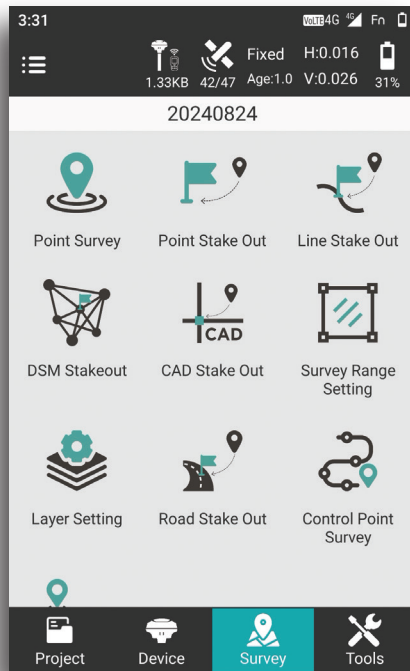 3:31
VoLTE 4G 4G Fn
Fixed H:0.016
1.33KB 42/47 Age:1.0 V:0.026 31%
20240824
Point Survey
Point Stake Out
Line Stake Out
DSM Stakeout
CAD
CAD Stake Out
Survey Range
Setting
Layer Setting
Road Stake Out
Control Point
Survey
Project
Device
Survey
Tools